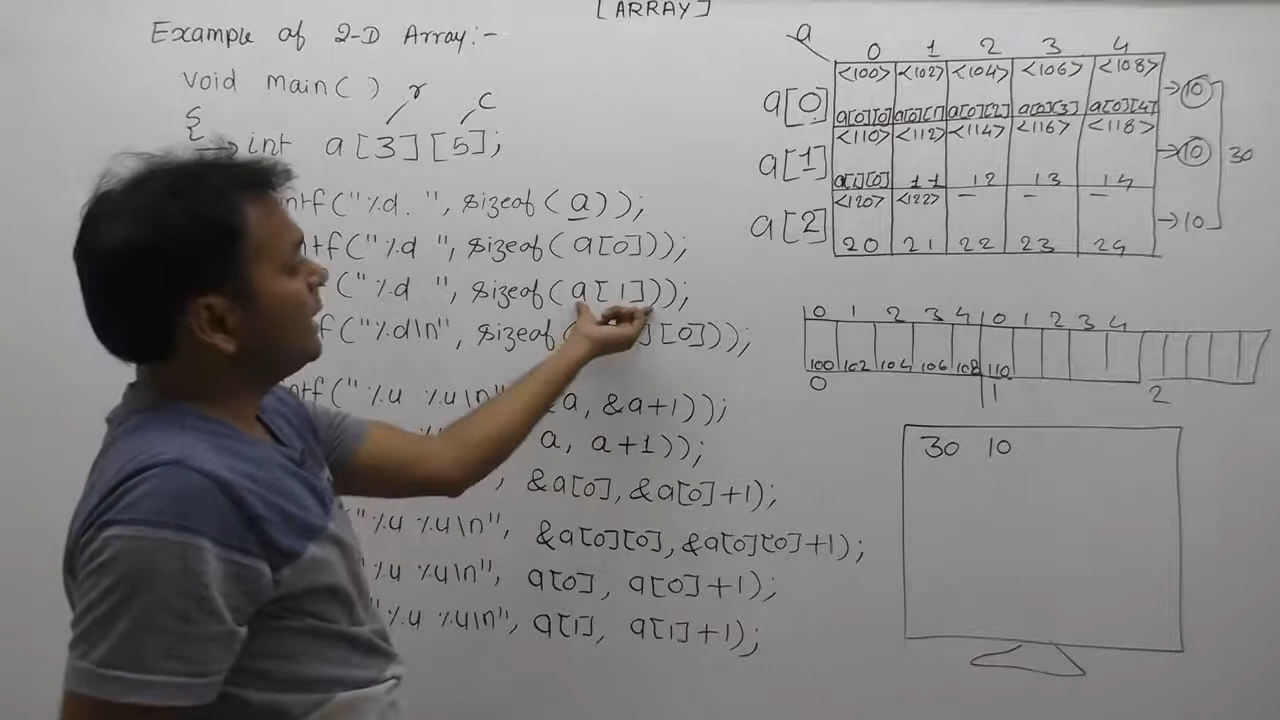 [ARRAY]
Example of 2-D Array:-
void main( )
r c
{
int a[3][5];
ntf("%d. ", sizeof(a));
ntf("%d ", sizeof(a[0]));
("%d ", sizeof(a[1]));
f("%d\n", sizeof( ][0]));
ntf("%u %u\n" &a, &a+1));
a, a+1));
, &a[0], &a[0]+1);
"%u %u\n", &a[0][0], &a[0][0]+1);
%u %u\n", a[0], a[0]+1);
"%u %u\n", a[1], a[1]+1);
a 0 1 2 3 4
<100> <102> <104> <106> <108>
a[0] a[0][0] a[0][1] a[0][2] a[0][3] a[0][4] → 10
<110> <112> <114> <116> <118>
a[1] a[1][0] 11 12 13 14 → 10 30
<120> <122> – – –
a[2] 20 21 22 23 24 → 10
0 1 2 3 4 0 1 2 3 4
100 102 104 106 108 110
0 1 2
30 10